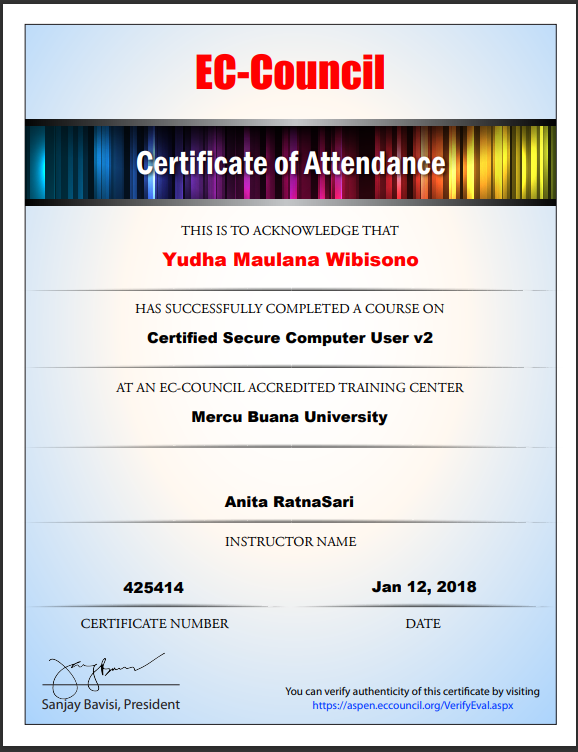 EC-Council
Certificate of Attendance
THIS IS TO ACKNOWLEDGE THAT
Yudha Maulana Wibisono
HAS SUCCESSFULLY COMPLETED A COURSE ON
Certified Secure Computer User v2
AT AN EC-COUNCIL ACCREDITED TRAINING CENTER
Mercu Buana University
Anita RatnaSari
INSTRUCTOR NAME
425414
CERTIFICATE NUMBER
Jan 12, 2018
DATE
Sanjay Bavisi, President
You can verify authenticity of this certificate by visiting
https://aspen.eccouncil.org/VerifyEval.aspx